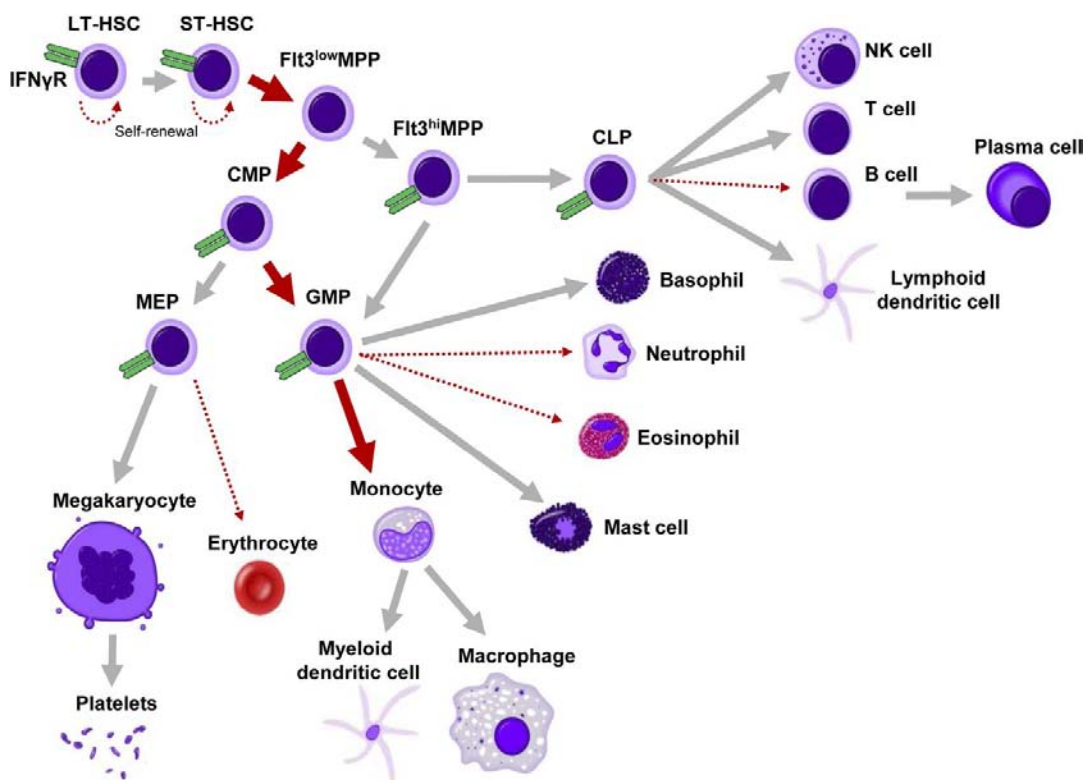 LT-HSC
ST-HSC
IFNγR
Self-renewal
Flt3lowMPP
Flt3hiMPP
CLP
NK cell
T cell
B cell
Plasma cell
Lymphoid
dendritic cell
CMP
MEP
GMP
Basophil
Neutrophil
Eosinophil
Mast cell
Megakaryocyte
Erythrocyte
Monocyte
Platelets
Myeloid
dendritic cell
Macrophage